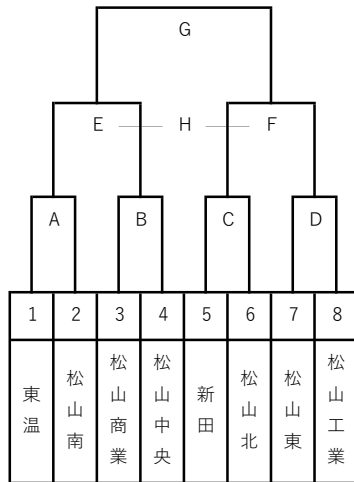 G
E H F
A B C D
1 2 3 4 5 6 7 8
東温
松山南
松山商業
松山中央
新田
松山北
松山東
松山工業